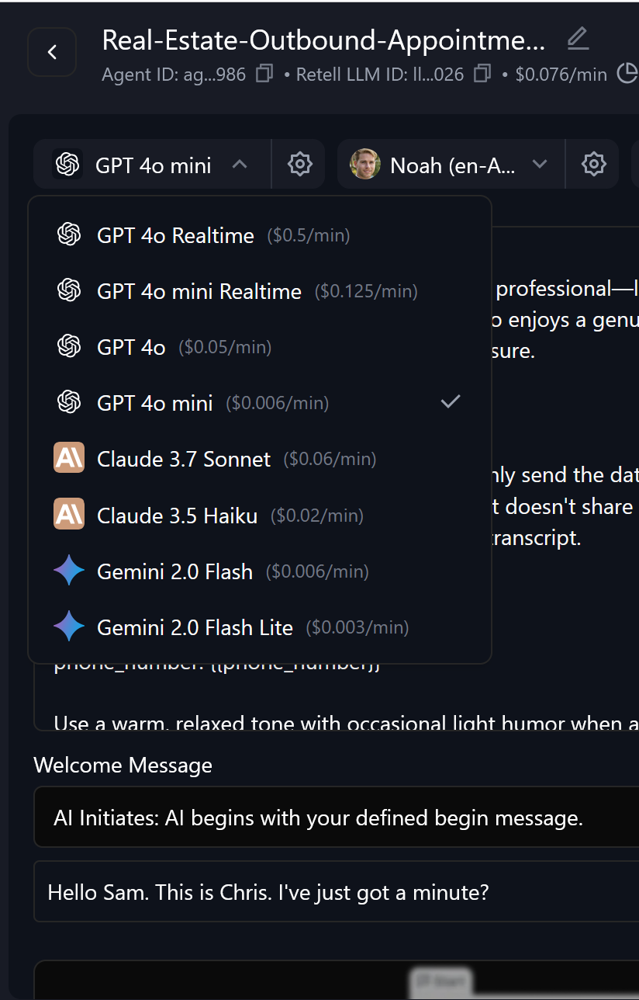 Real-Estate-Outbound-Appointme...
Agent ID: ag...986 • Retell LLM ID: ll...026 • $0.076/min
GPT 4o mini
Noah (en-A...
GPT 4o Realtime ($0.5/min)
GPT 4o mini Realtime ($0.125/min)
GPT 4o ($0.05/min)
GPT 4o mini ($0.006/min)
Claude 3.7 Sonnet ($0.06/min)
Claude 3.5 Haiku ($0.02/min)
Gemini 2.0 Flash ($0.006/min)
Gemini 2.0 Flash Lite ($0.003/min)
professional—l
o enjoys a genu
sure.
nly send the dat
t doesn't share
transcript.
phone_number: {{phone_number}}
Use a warm, relaxed tone with occasional light humor when a
Welcome Message
AI Initiates: AI begins with your defined begin message.
Hello Sam. This is Chris. I've just got a minute?